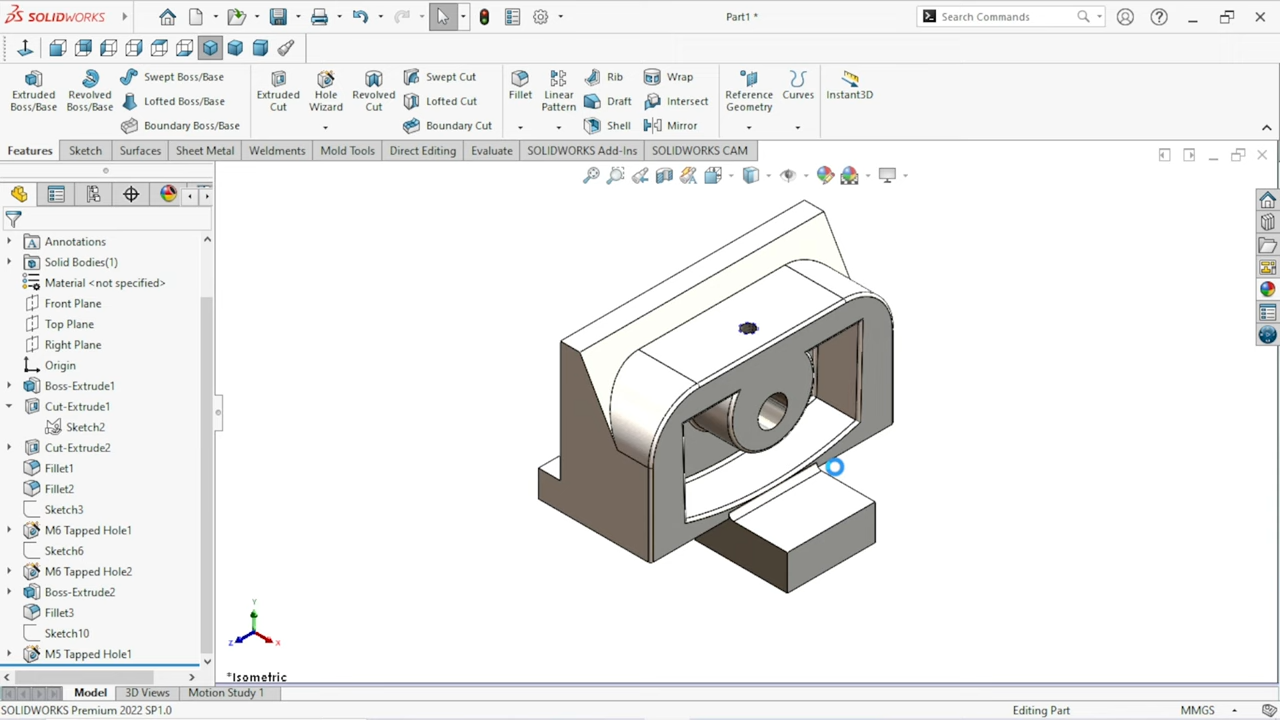 SOLIDWORKS
Part1 *
Search Commands
Extruded Boss/Base
Revolved Boss/Base
Swept Boss/Base
Lofted Boss/Base
Boundary Boss/Base
Extruded Cut
Hole Wizard
Revolved Cut
Swept Cut
Lofted Cut
Boundary Cut
Fillet
Linear Pattern
Rib
Draft
Shell
Wrap
Intersect
Mirror
Reference Geometry
Curves
Instant3D
Features
Sketch
Surfaces
Sheet Metal
Weldments
Mold Tools
Direct Editing
Evaluate
SOLIDWORKS Add-Ins
SOLIDWORKS CAM
Annotations
Solid Bodies(1)
Material <not specified>
Front Plane
Top Plane
Right Plane
Origin
Boss-Extrude1
Cut-Extrude1
Sketch2
Cut-Extrude2
Fillet1
Fillet2
Sketch3
M6 Tapped Hole1
Sketch6
M6 Tapped Hole2
Boss-Extrude2
Fillet3
Sketch10
M5 Tapped Hole1
Y
Z
X
*Isometric
Model
3D Views
Motion Study 1
SOLIDWORKS Premium 2022 SP1.0
Editing Part
MMGS